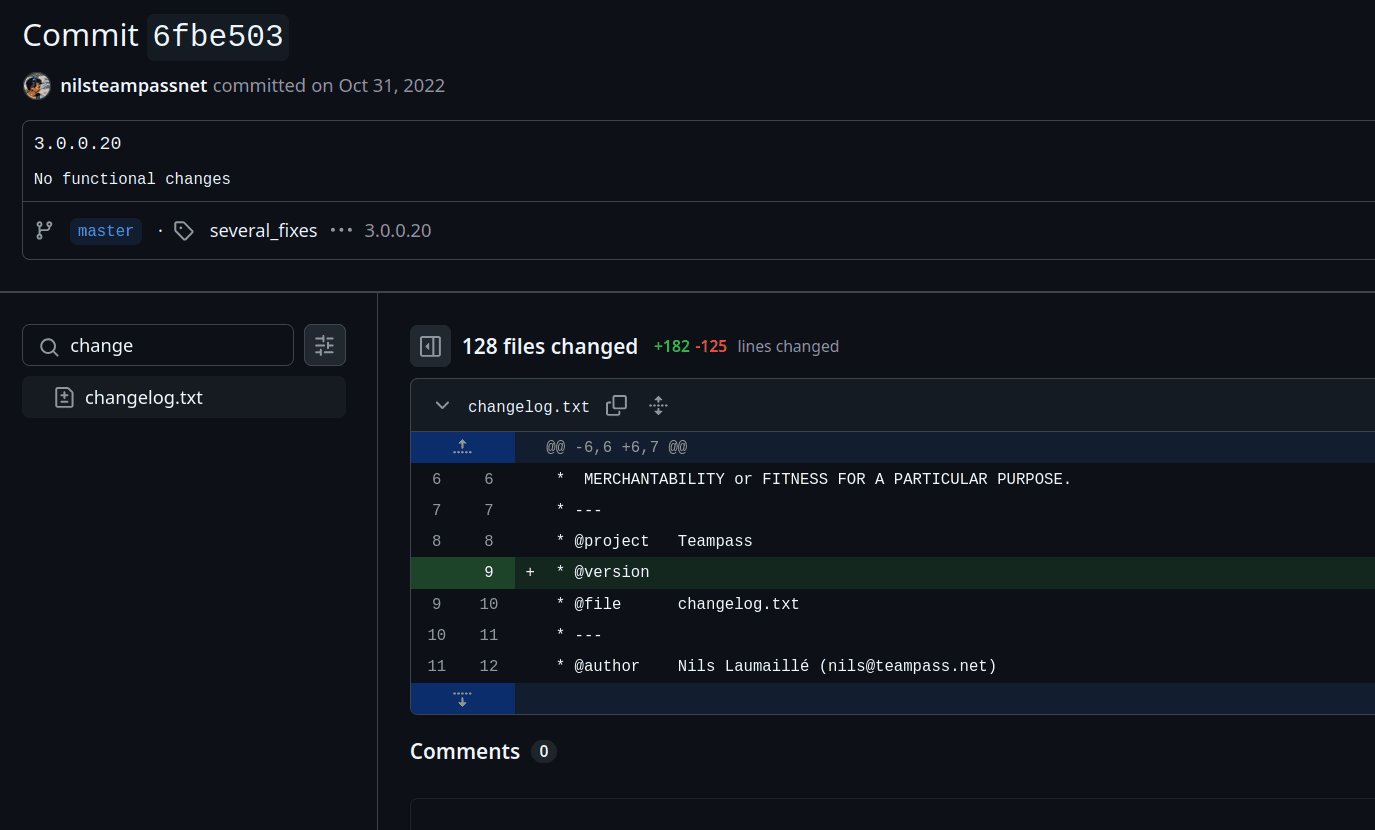 Commit 6fbe503
nilsteampassnet committed on Oct 31, 2022
3.0.0.20
No functional changes
master · several_fixes ··· 3.0.0.20
change
changelog.txt
128 files changed +182 -125 lines changed
changelog.txt
@@ -6,6 +6,7 @@
6 6 * MERCHANTABILITY or FITNESS FOR A PARTICULAR PURPOSE.
7 7 * ---
8 8 * @project Teampass
9 + * @version
9 10 * @file changelog.txt
10 11 * ---
11 12 * @author Nils Laumaillé (nils@teampass.net)
Comments 0